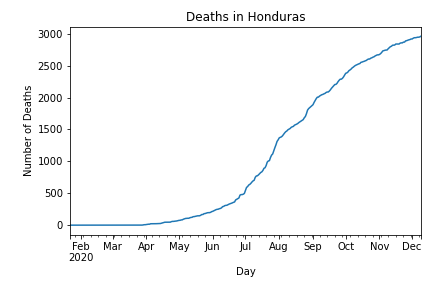 Deaths in Honduras
3000
2500
2000
1500
1000
500
0
Number of Deaths
Feb Mar Apr May Jun Jul Aug Sep Oct Nov Dec
2020
Day